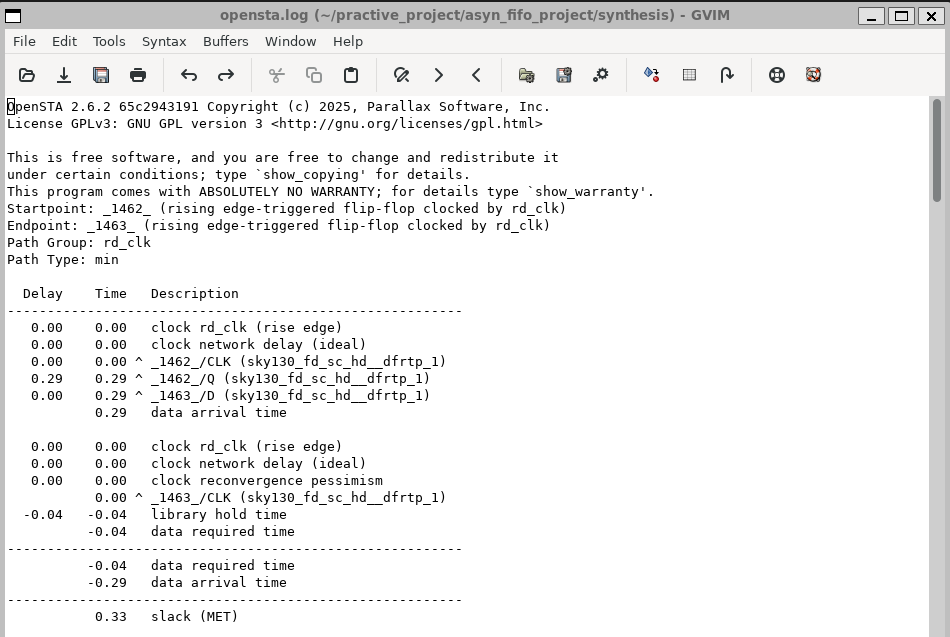 opensta.log (~/practive_project/asyn_fifo_project/synthesis) - GVIM
File Edit Tools Syntax Buffers Window Help
OpenSTA 2.6.2 65c2943191 Copyright (c) 2025, Parallax Software, Inc.
License GPLv3: GNU GPL version 3 <http://gnu.org/licenses/gpl.html>

This is free software, and you are free to change and redistribute it
under certain conditions; type `show_copying' for details.
This program comes with ABSOLUTELY NO WARRANTY; for details type `show_warranty'.
Startpoint: _1462_ (rising edge-triggered flip-flop clocked by rd_clk)
Endpoint: _1463_ (rising edge-triggered flip-flop clocked by rd_clk)
Path Group: rd_clk
Path Type: min

  Delay    Time   Description
---------------------------------------------------------
   0.00    0.00   clock rd_clk (rise edge)
   0.00    0.00   clock network delay (ideal)
   0.00    0.00 ^ _1462_/CLK (sky130_fd_sc_hd__dfrtp_1)
   0.29    0.29 ^ _1462_/Q (sky130_fd_sc_hd__dfrtp_1)
   0.00    0.29 ^ _1463_/D (sky130_fd_sc_hd__dfrtp_1)
           0.29   data arrival time

   0.00    0.00   clock rd_clk (rise edge)
   0.00    0.00   clock network delay (ideal)
   0.00    0.00   clock reconvergence pessimism
           0.00 ^ _1463_/CLK (sky130_fd_sc_hd__dfrtp_1)
  -0.04   -0.04   library hold time
          -0.04   data required time
---------------------------------------------------------
          -0.04   data required time
          -0.29   data arrival time
---------------------------------------------------------
           0.33   slack (MET)